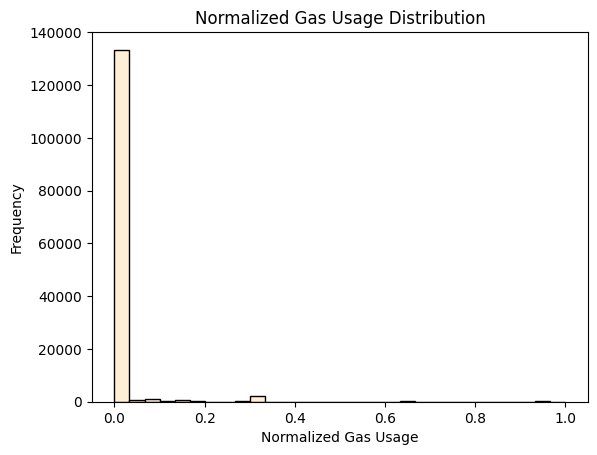 Normalized Gas Usage Distribution
140000
120000
100000
80000
60000
40000
20000
0
Frequency
0.0 0.2 0.4 0.6 0.8 1.0
Normalized Gas Usage